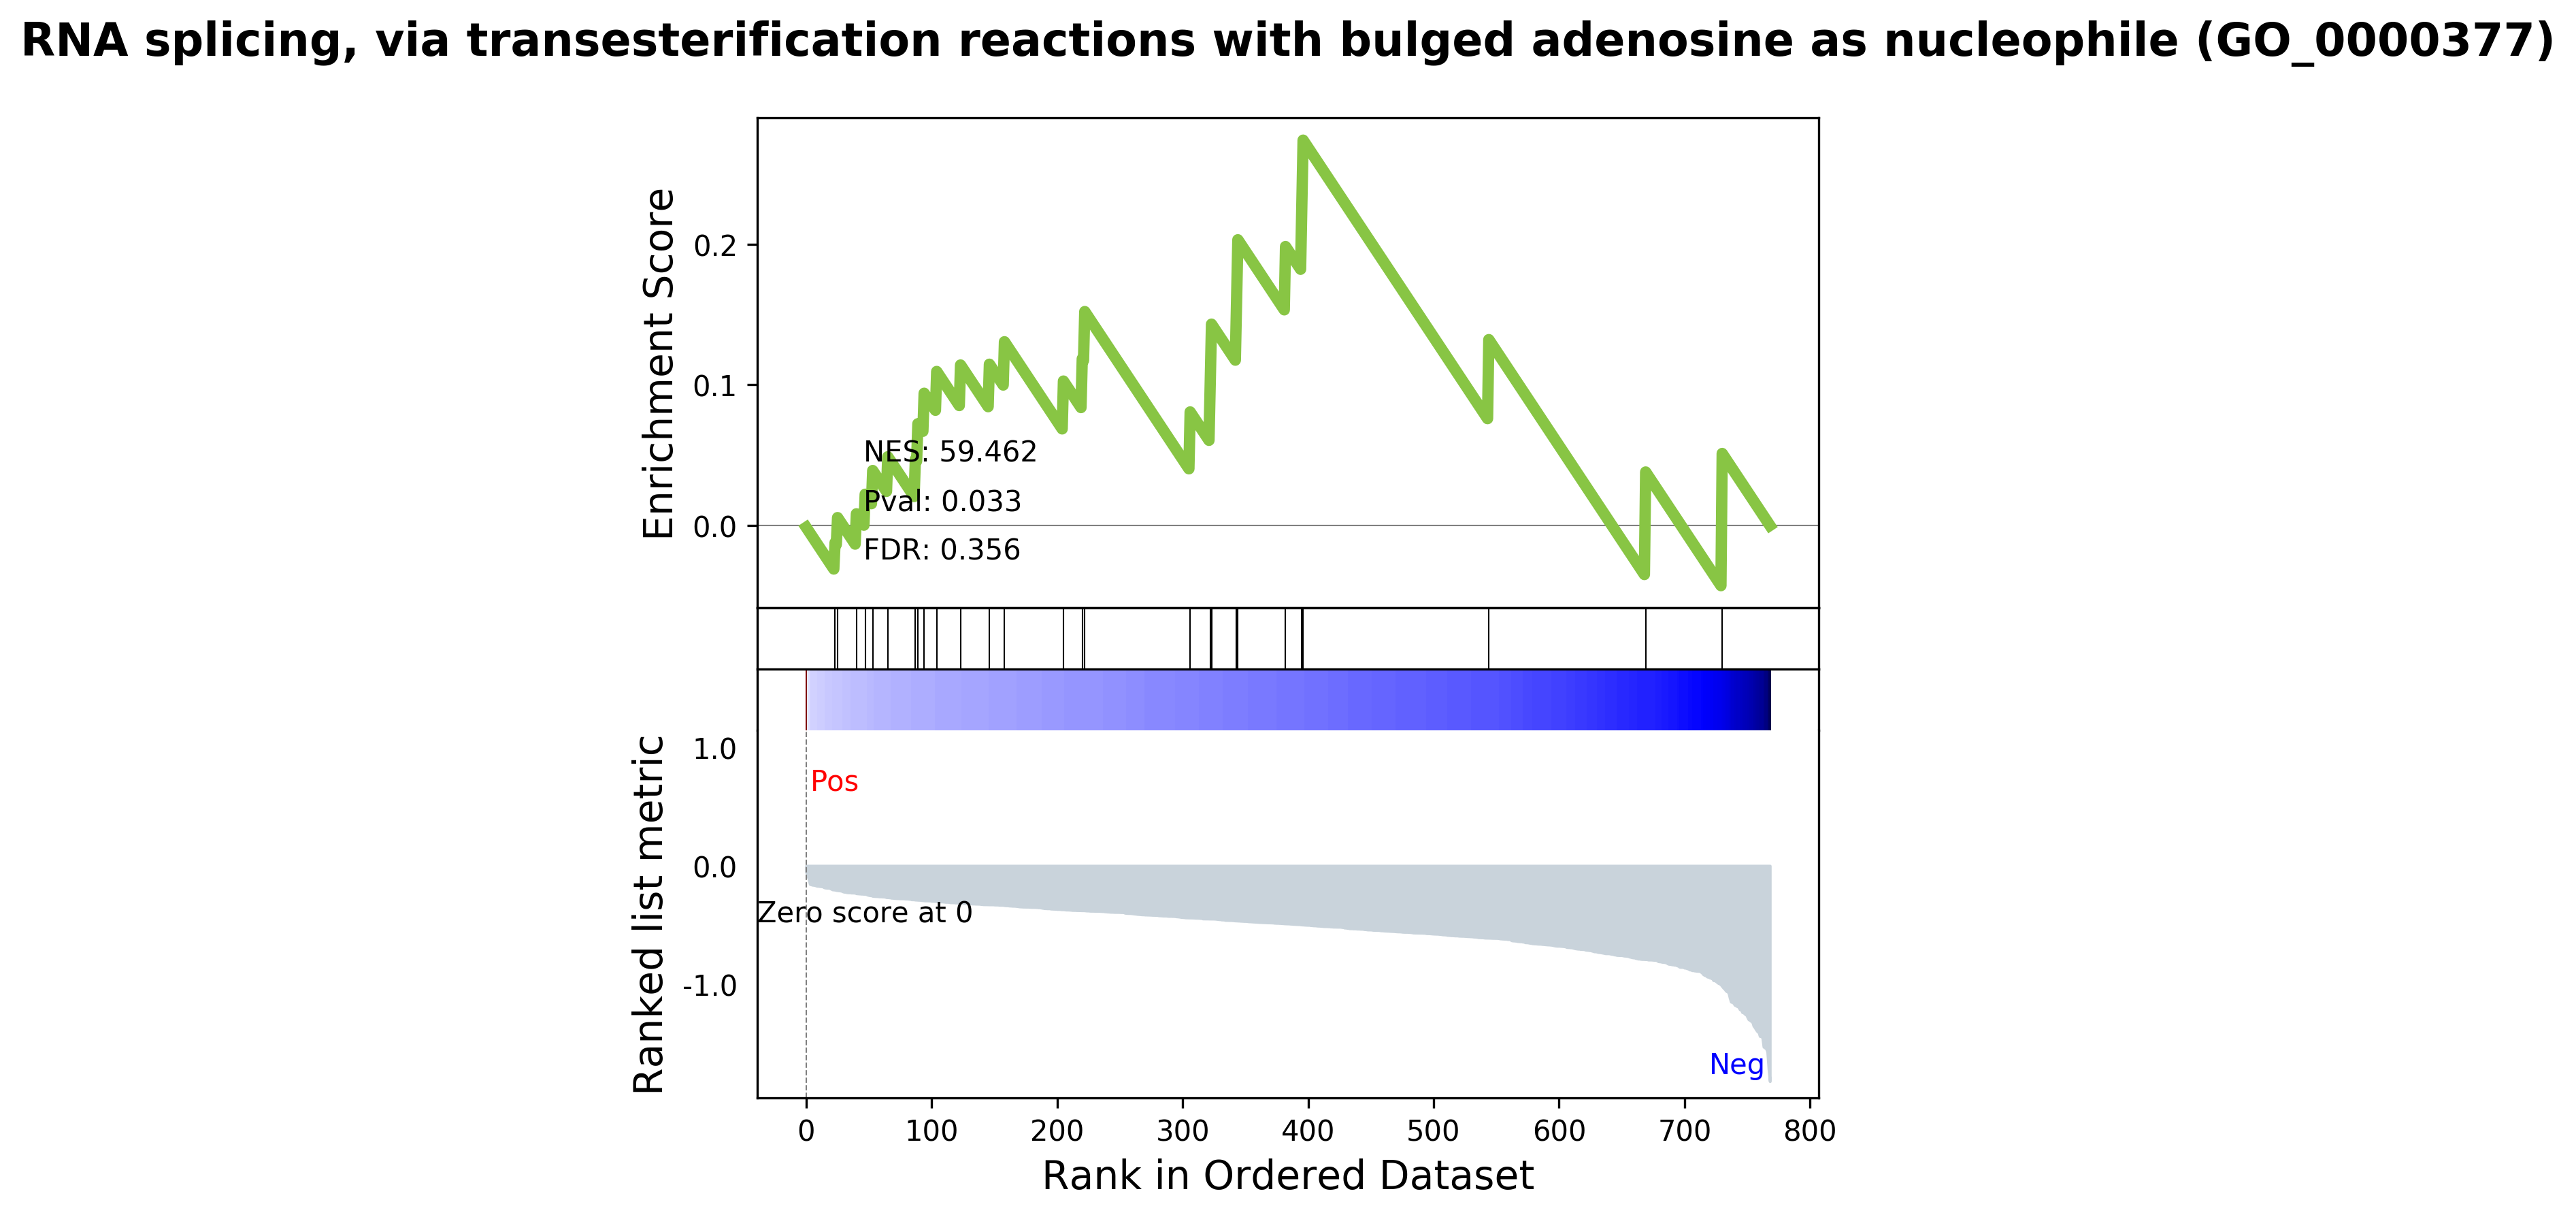 RNA splicing, via transesterification reactions with bulged adenosine as nucleophile (GO_0000377)
Enrichment Score
0.2
0.1
0.0
NES: 59.462
Pval: 0.033
FDR: 0.356
Ranked list metric
1.0
0.0
-1.0
Pos
Zero score at 0
Neg
0 100 200 300 400 500 600 700 800
Rank in Ordered Dataset